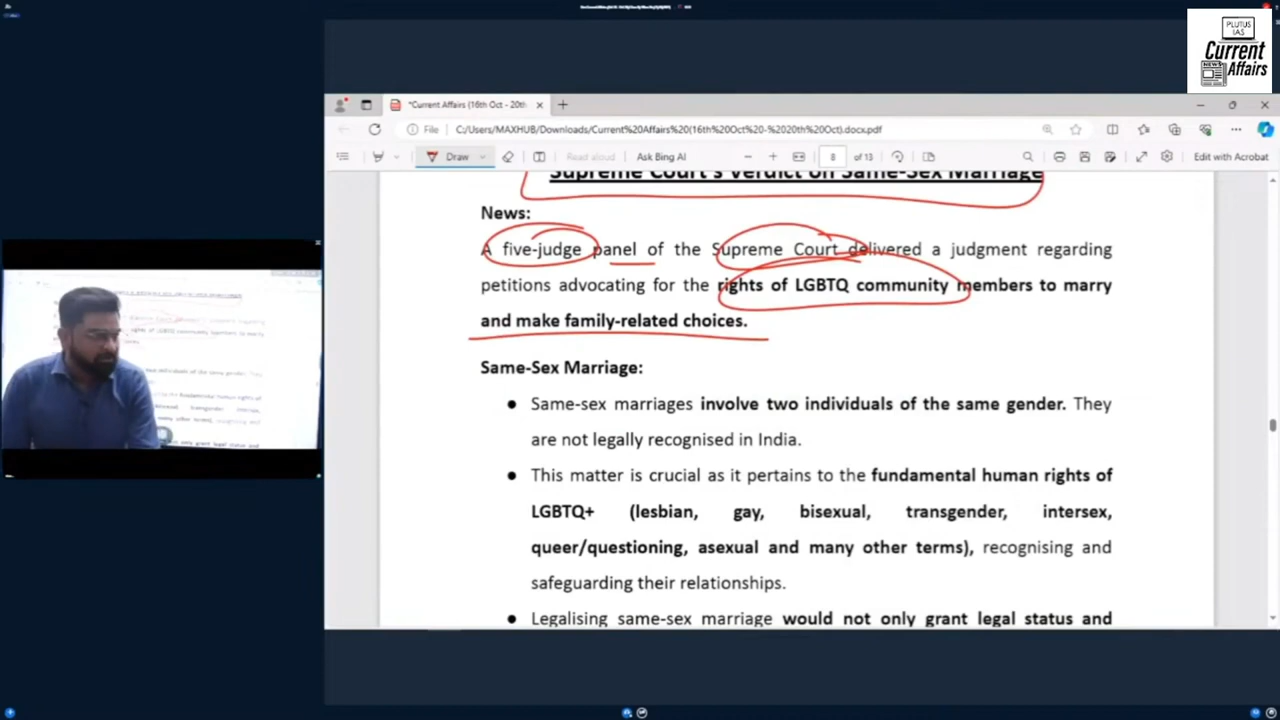 PLUTUS
IAS
Current
NEWS
Affairs
*Current Affairs (16th Oct - 20th
File C:/Users/MAXHUB/Downloads/Current%20Affairs%20(16th%20Oct%20-%2020th%20Oct).docx.pdf
Draw Read aloud Ask Bing AI 8 of 13 Edit with Acrobat
Supreme Court's Verdict on Same-Sex Marriage
News:
A five-judge panel of the Supreme Court delivered a judgment regarding
petitions advocating for the rights of LGBTQ community members to marry
and make family-related choices.
Same-Sex Marriage:
● Same-sex marriages involve two individuals of the same gender. They
are not legally recognised in India.
● This matter is crucial as it pertains to the fundamental human rights of
LGBTQ+ (lesbian, gay, bisexual, transgender, intersex,
queer/questioning, asexual and many other terms), recognising and
safeguarding their relationships.
● Legalising same-sex marriage would not only grant legal status and